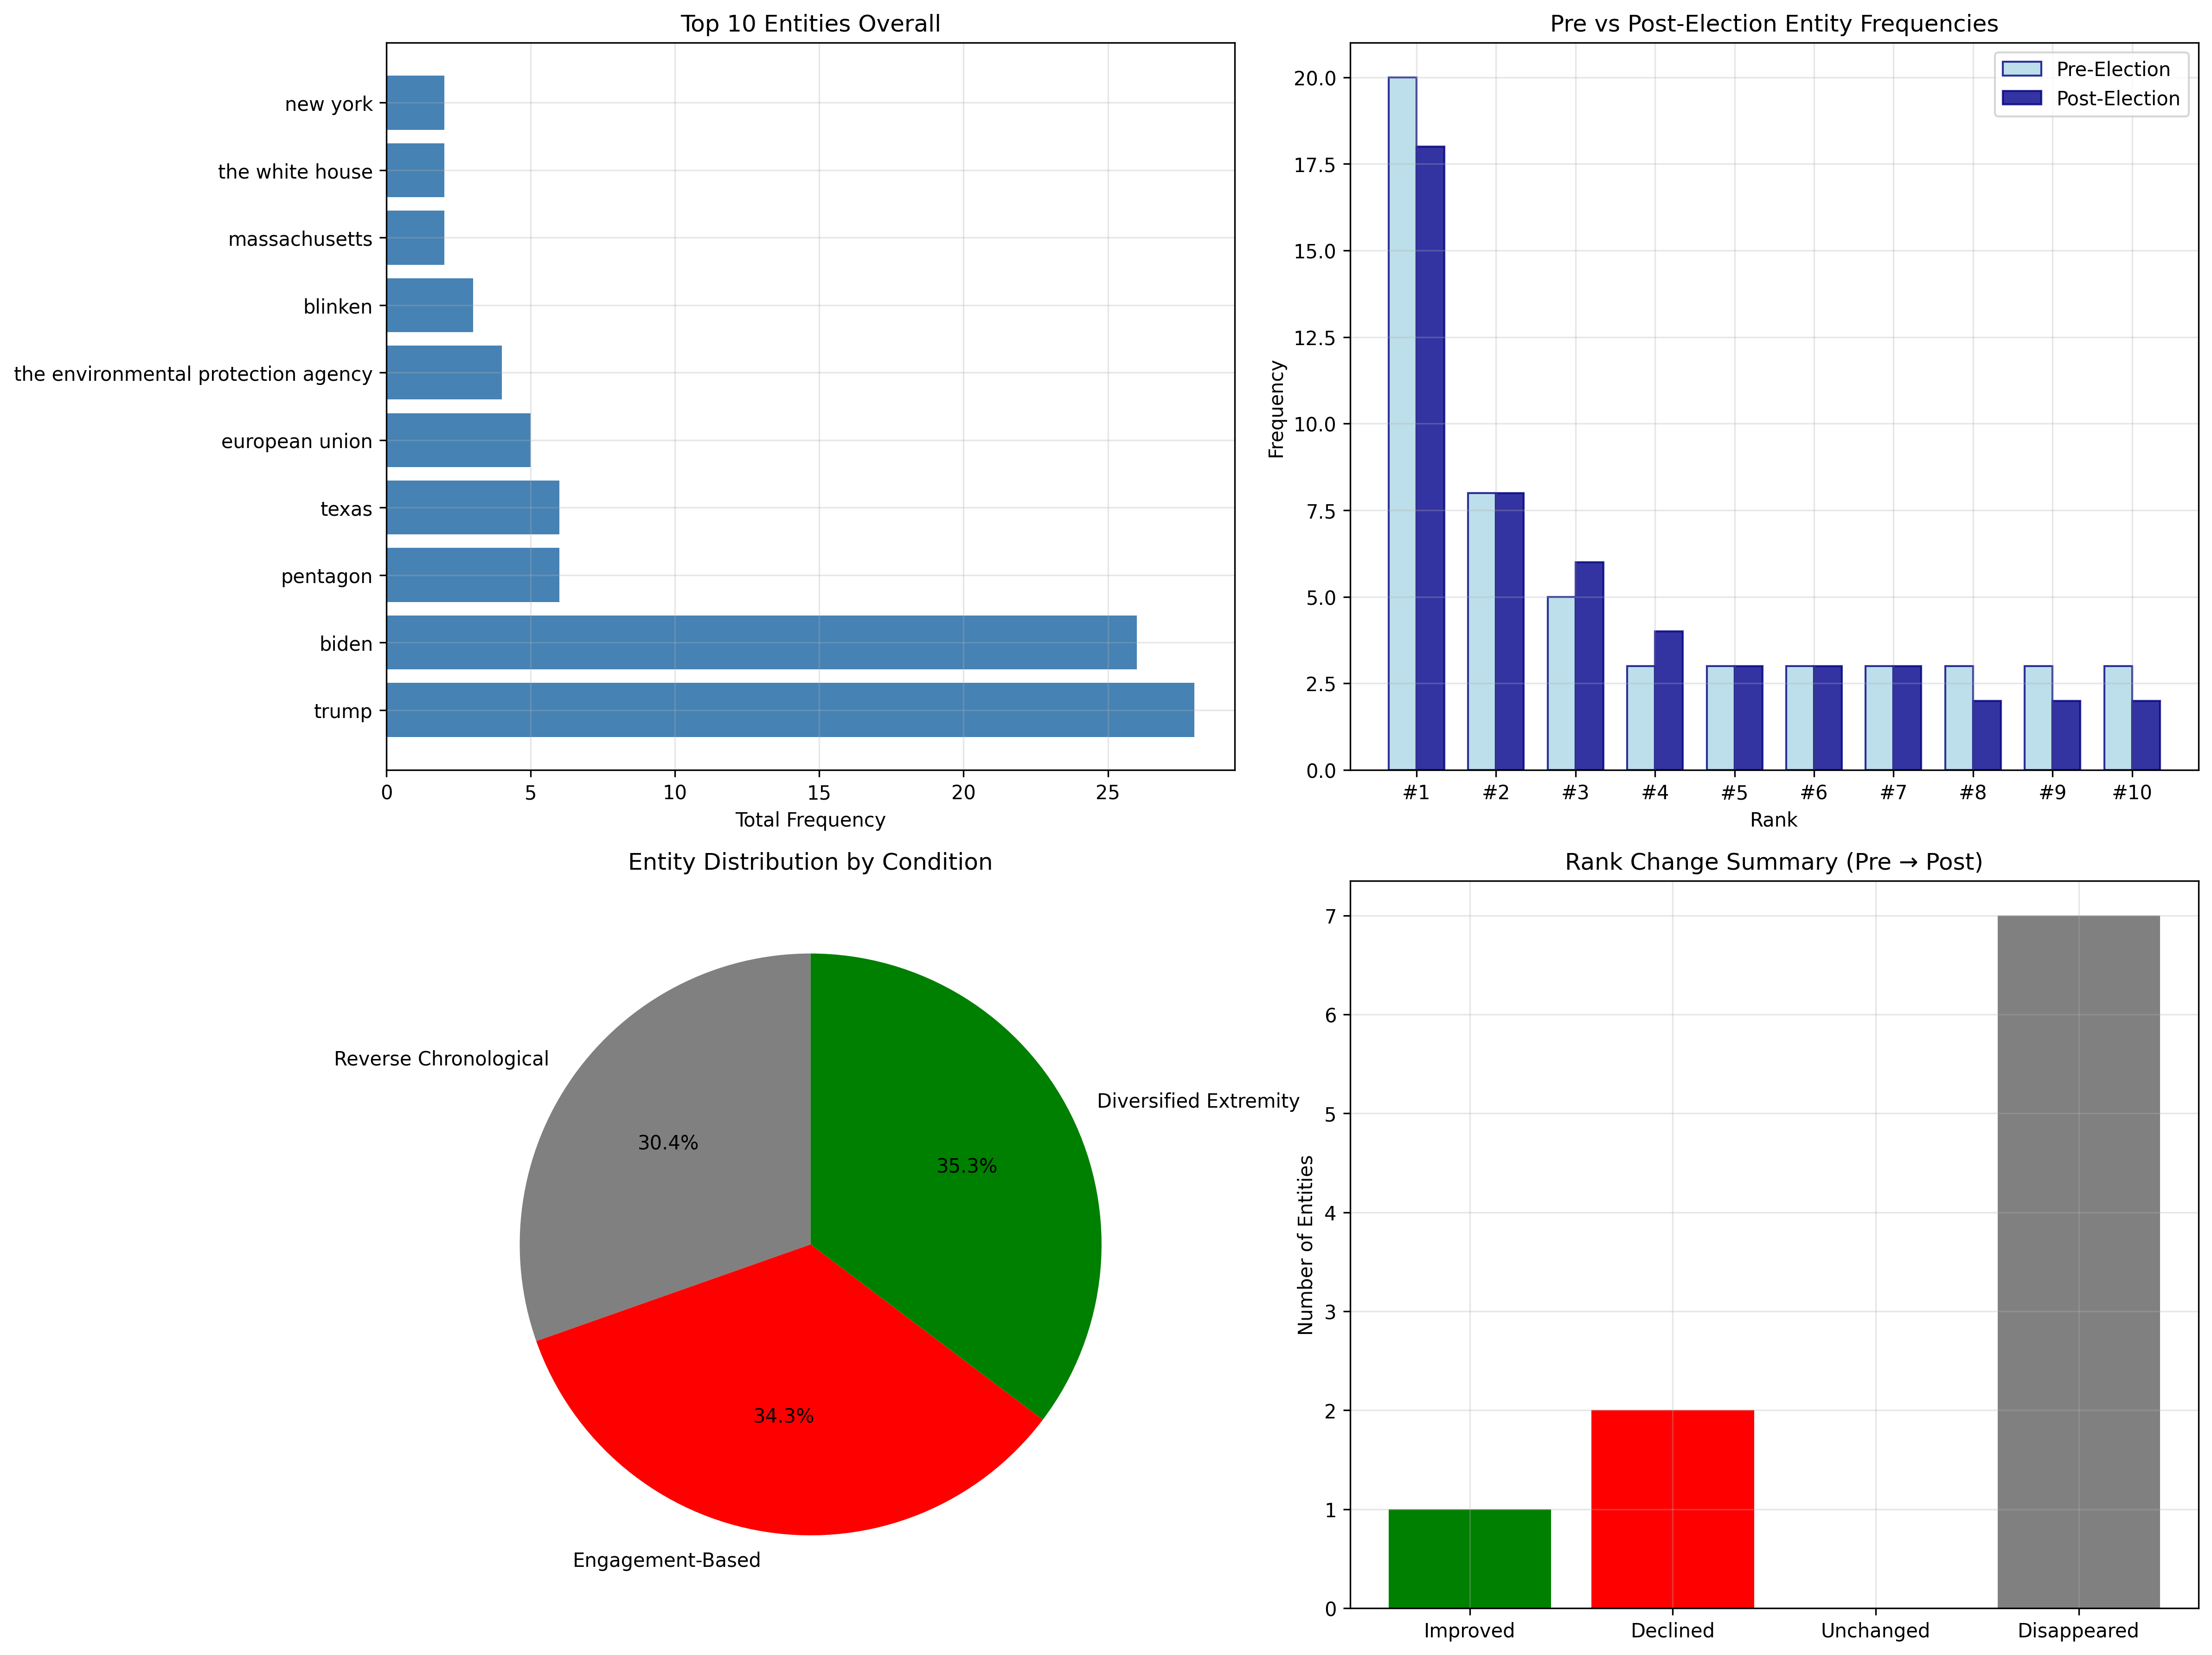 Top 10 Entities Overall
new york
the white house
massachusetts
blinken
the environmental protection agency
european union
texas
pentagon
biden
trump
0 5 10 15 20 25
Total Frequency
Pre vs Post-Election Entity Frequencies
Pre-Election
Post-Election
Frequency
20.0
17.5
15.0
12.5
10.0
7.5
5.0
2.5
0.0
#1 #2 #3 #4 #5 #6 #7 #8 #9 #10
Rank
Entity Distribution by Condition
Reverse Chronological
30.4%
Diversified Extremity
35.3%
34.3%
Engagement-Based
Rank Change Summary (Pre → Post)
Number of Entities
7
6
5
4
3
2
1
0
Improved Declined Unchanged Disappeared